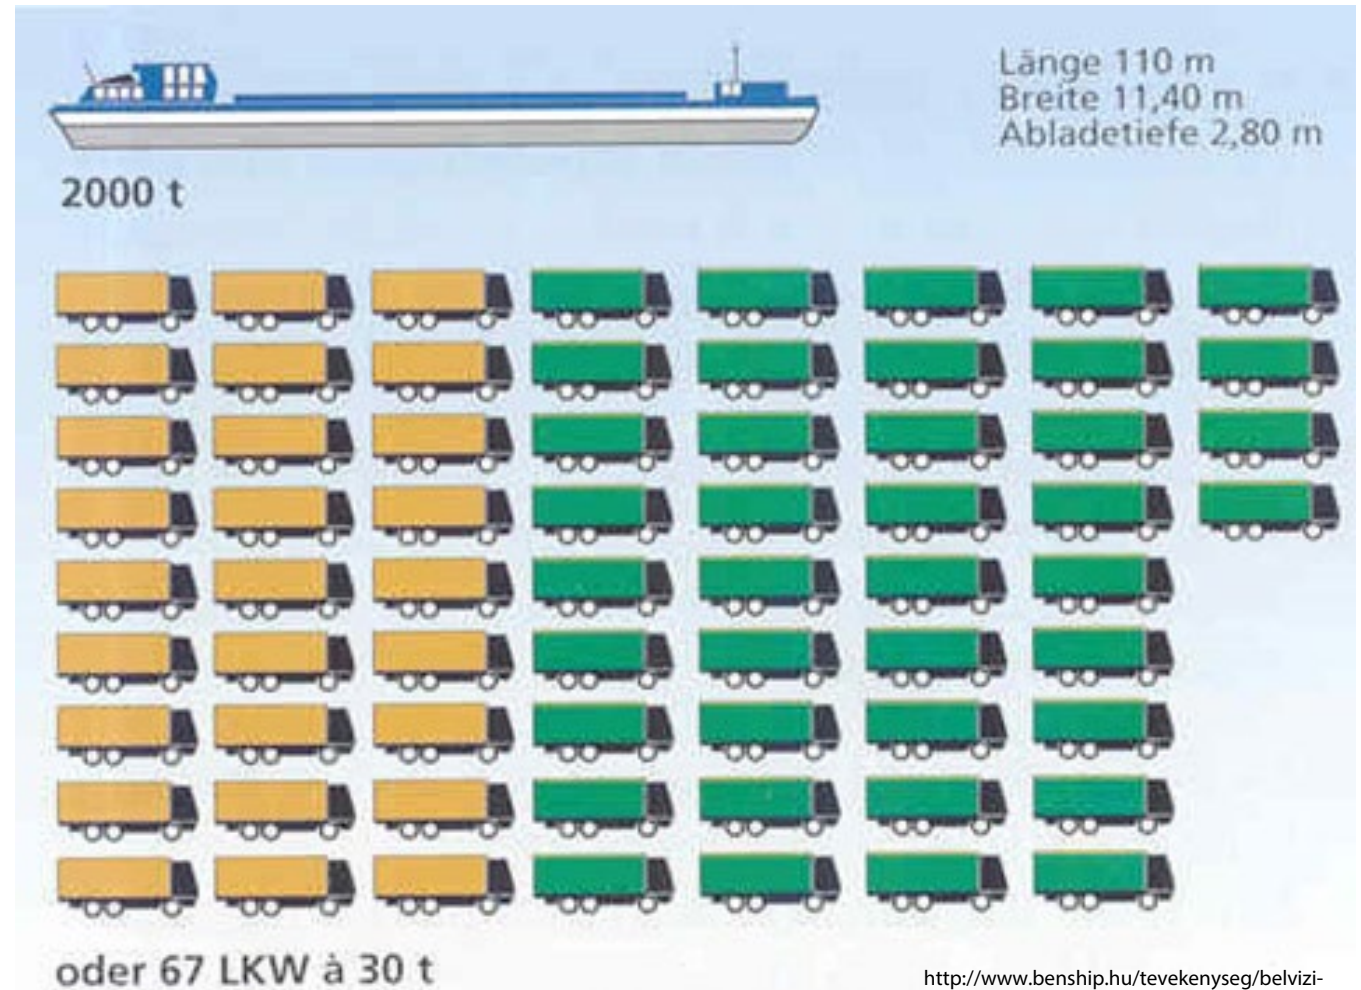 Länge 110 m
Breite 11,40 m
Abladetiefe 2,80 m
2000 t
oder 67 LKW à 30 t
http://www.benship.hu/tevekenyseg/belvizi-